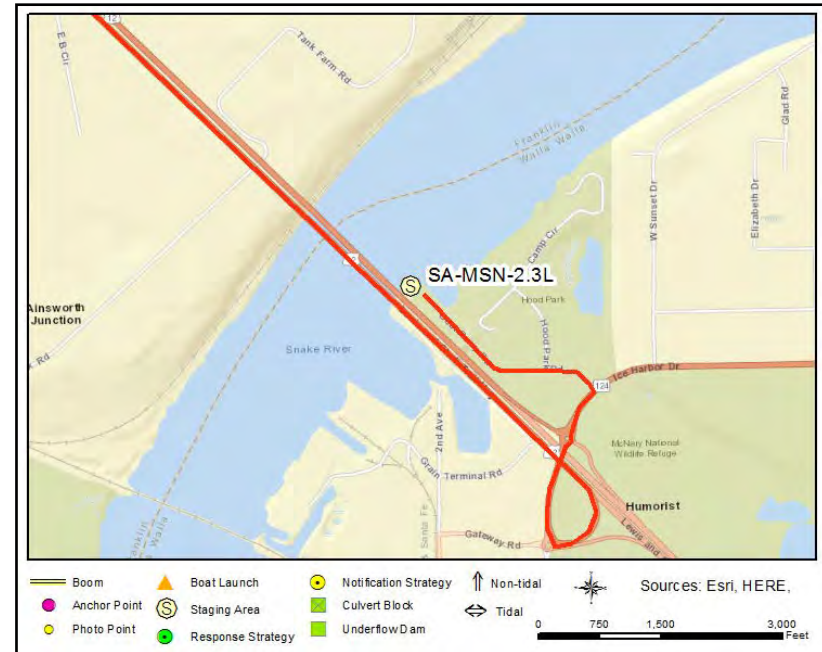 12
E B Cir
Tank Farm Rd
Franklin
Walla Walla
Glad Rd
W Sunset Dr
Elizabeth Dr
Camp Cir
SA-MSN-2.3L
Hood Park
Hood Park
Ainsworth
Junction
Snake River
Ice Harbor Dr
124
2nd Ave
McNary National
Wildlife Refuge
Grain Terminal Rd
Humorist
Gateway Rd
Santa Fe
Lewis and
Franklin
Walla
Boom
Boat Launch
Notification Strategy
Non-tidal
Sources: Esri, HERE,
Anchor Point
Staging Area
Culvert Block
Tidal
Photo Point
Response Strategy
Underflow Dam
0 750 1,500 3,000
Feet